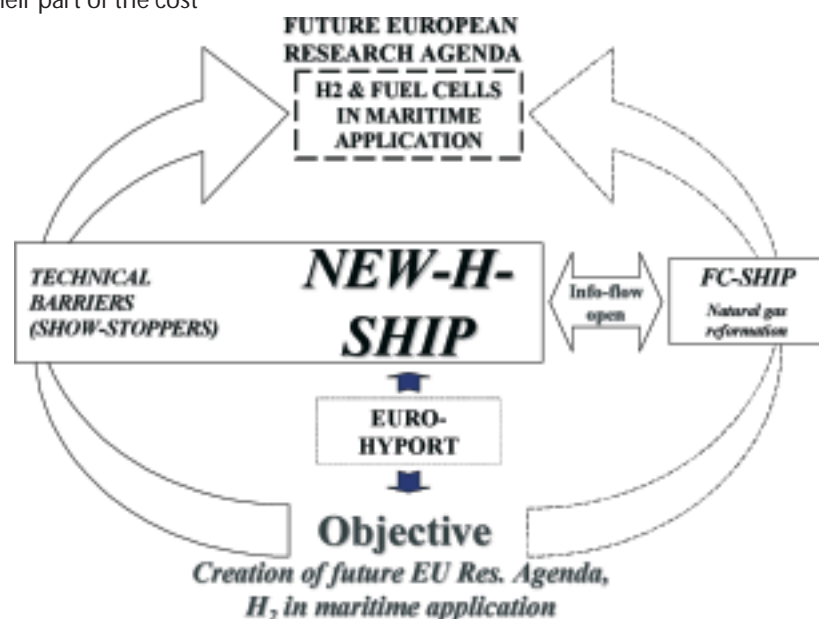 heir part of the cost
FUTURE EUROPEAN
RESEARCH AGENDA
H2 & FUEL CELLS
IN MARITIME
APPLICATION
TECHNICAL
BARRIERS
(SHOW-STOPPERS)
NEW-H-
SHIP
Info-flow
open
FC-SHIP
Natural gas
reformation
EURO-
HYPORT
Objective
Creation of future EU Res. Agenda,
H₂ in maritime application